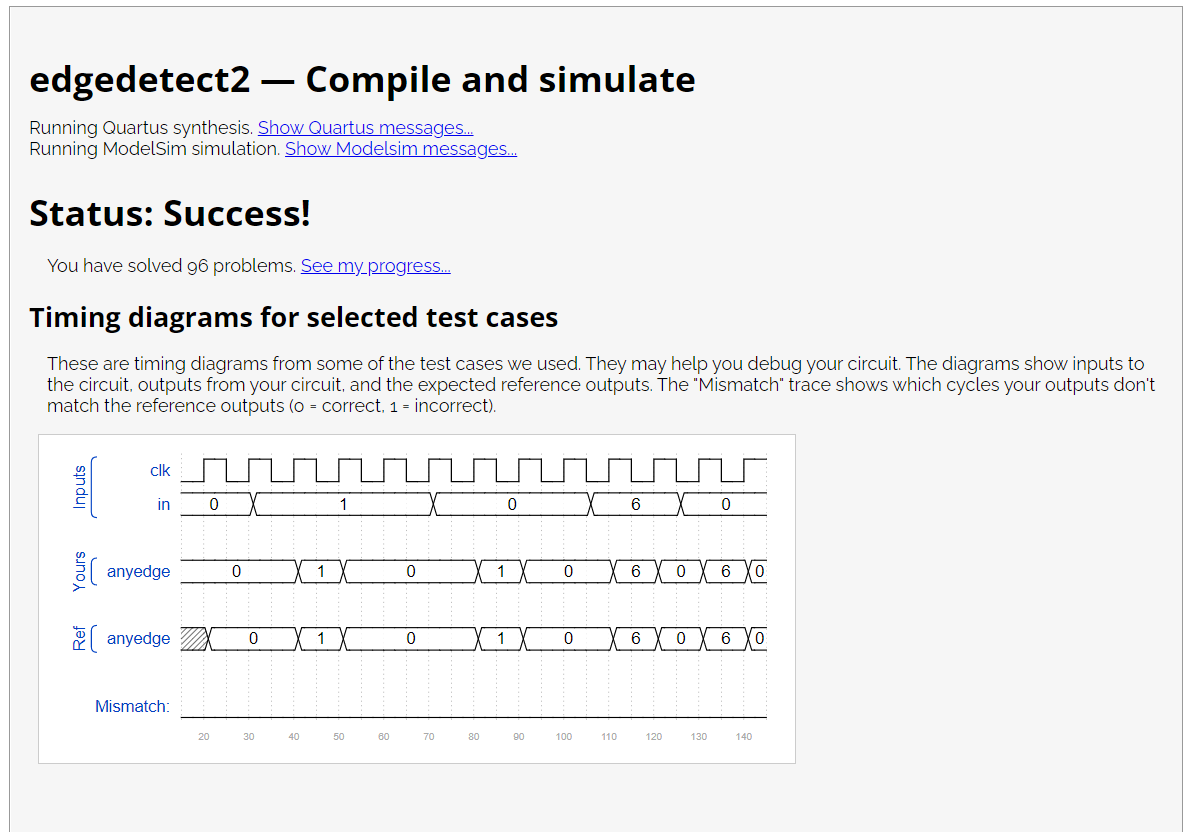 edgedetect2 — Compile and simulate
Running Quartus synthesis. Show Quartus messages...
Running ModelSim simulation. Show Modelsim messages...
Status: Success!
You have solved 96 problems. See my progress...
Timing diagrams for selected test cases
These are timing diagrams from some of the test cases we used. They may help you debug your circuit. The diagrams show inputs to
the circuit, outputs from your circuit, and the expected reference outputs. The "Mismatch" trace shows which cycles your outputs don't
match the reference outputs (0 = correct, 1 = incorrect).
Inputs
clk
in 0 1 0 6 0
Yours
anyedge 0 1 0 1 0 6 0 6 0
Ref
anyedge 0 1 0 1 0 6 0 6 0
Mismatch:
20 30 40 50 60 70 80 90 100 110 120 130 140